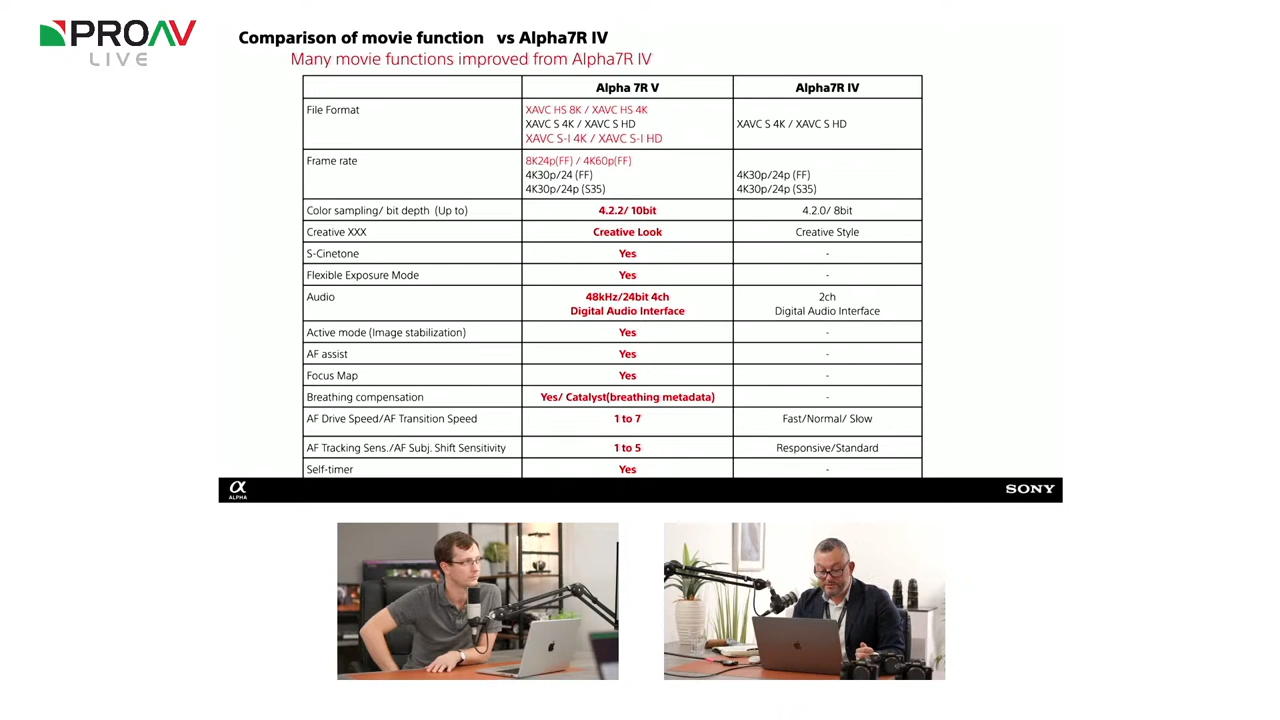 PROAV
LIVE
Comparison of movie function vs Alpha7R IV
Many movie functions improved from Alpha7R IV
Alpha 7R V Alpha7R IV
File Format
XAVC HS 8K / XAVC HS 4K
XAVC S 4K / XAVC S HD
XAVC S-I 4K / XAVC S-I HD
XAVC S 4K / XAVC S HD
Frame rate
8K24p(FF) / 4K60p(FF)
4K30p/24 (FF)
4K30p/24p (S35)
4K30p/24p (FF)
4K30p/24p (S35)
Color sampling/ bit depth (Up to) 4.2.2/ 10bit 4.2.0/ 8bit
Creative XXX Creative Look Creative Style
S-Cinetone Yes -
Flexible Exposure Mode Yes -
Audio
48kHz/24bit 4ch
Digital Audio Interface
2ch
Digital Audio Interface
Active mode (Image stabilization) Yes -
AF assist Yes -
Focus Map Yes -
Breathing compensation Yes/ Catalyst(breathing metadata) -
AF Drive Speed/AF Transition Speed 1 to 7 Fast/Normal/ Slow
AF Tracking Sens./AF Subj. Shift Sensitivity 1 to 5 Responsive/Standard
Self-timer Yes -
α
ALPHA
SONY